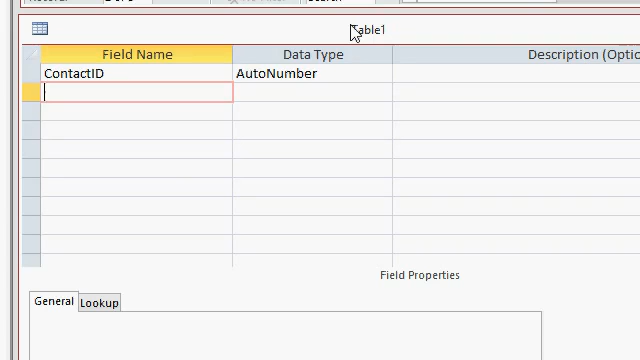 Table1
Field Name Data Type Description (Optio
ContactID AutoNumber
Field Properties
General Lookup